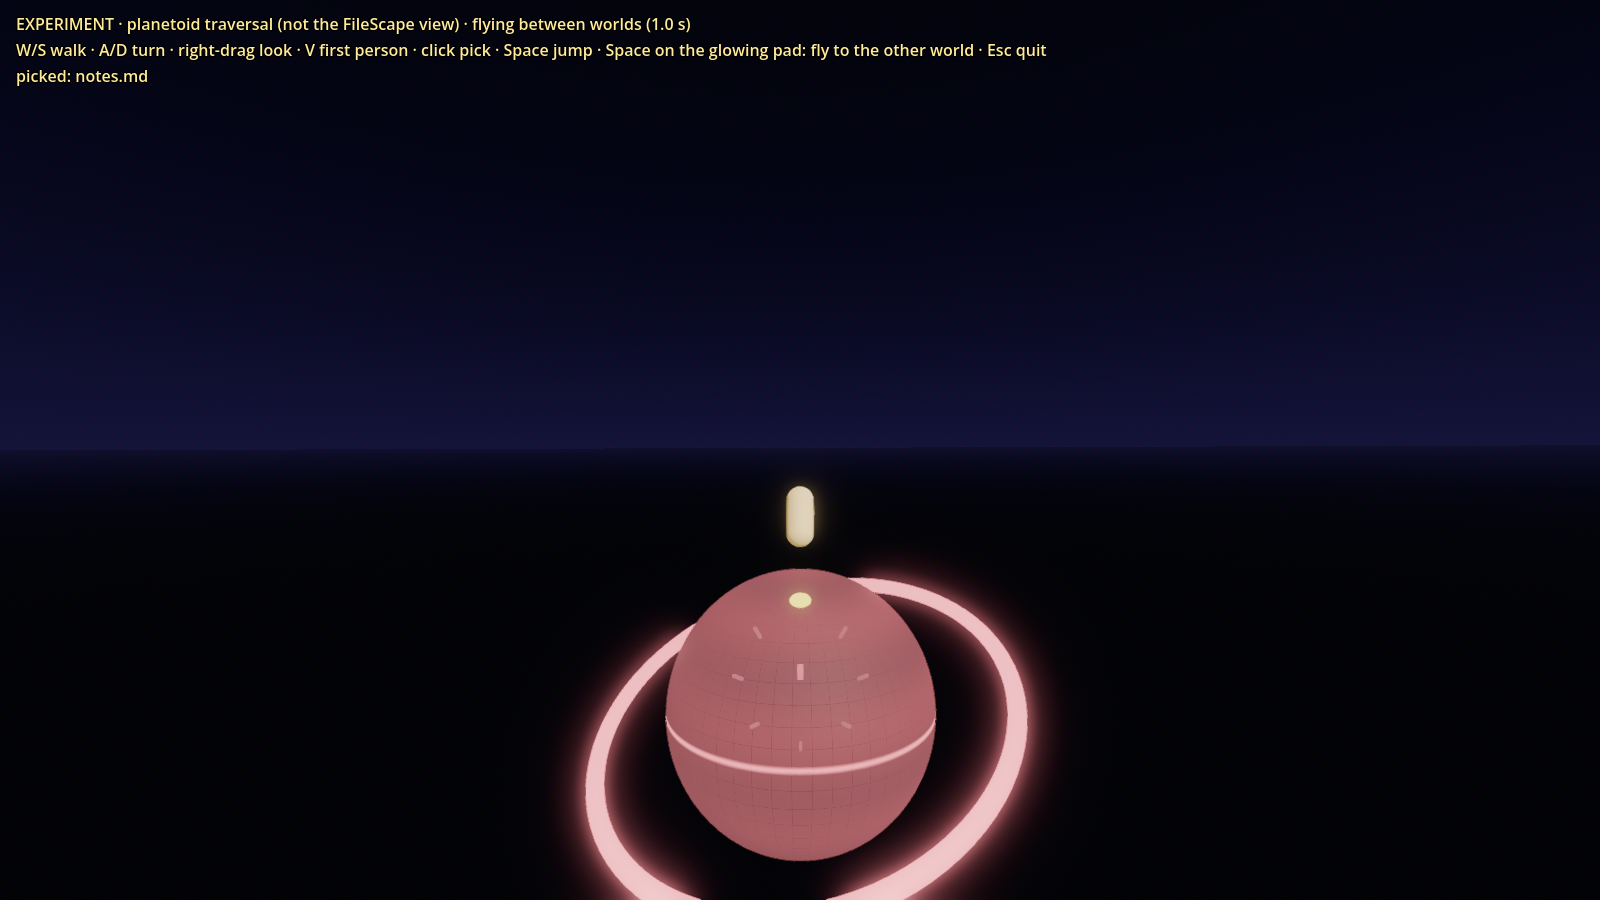 EXPERIMENT · planetoid traversal (not the FileScape view) · flying between worlds (1.0 s)
W/S walk · A/D turn · right-drag look · V first person · click pick · Space jump · Space on the glowing pad: fly to the other world · Esc quit
picked: notes.md